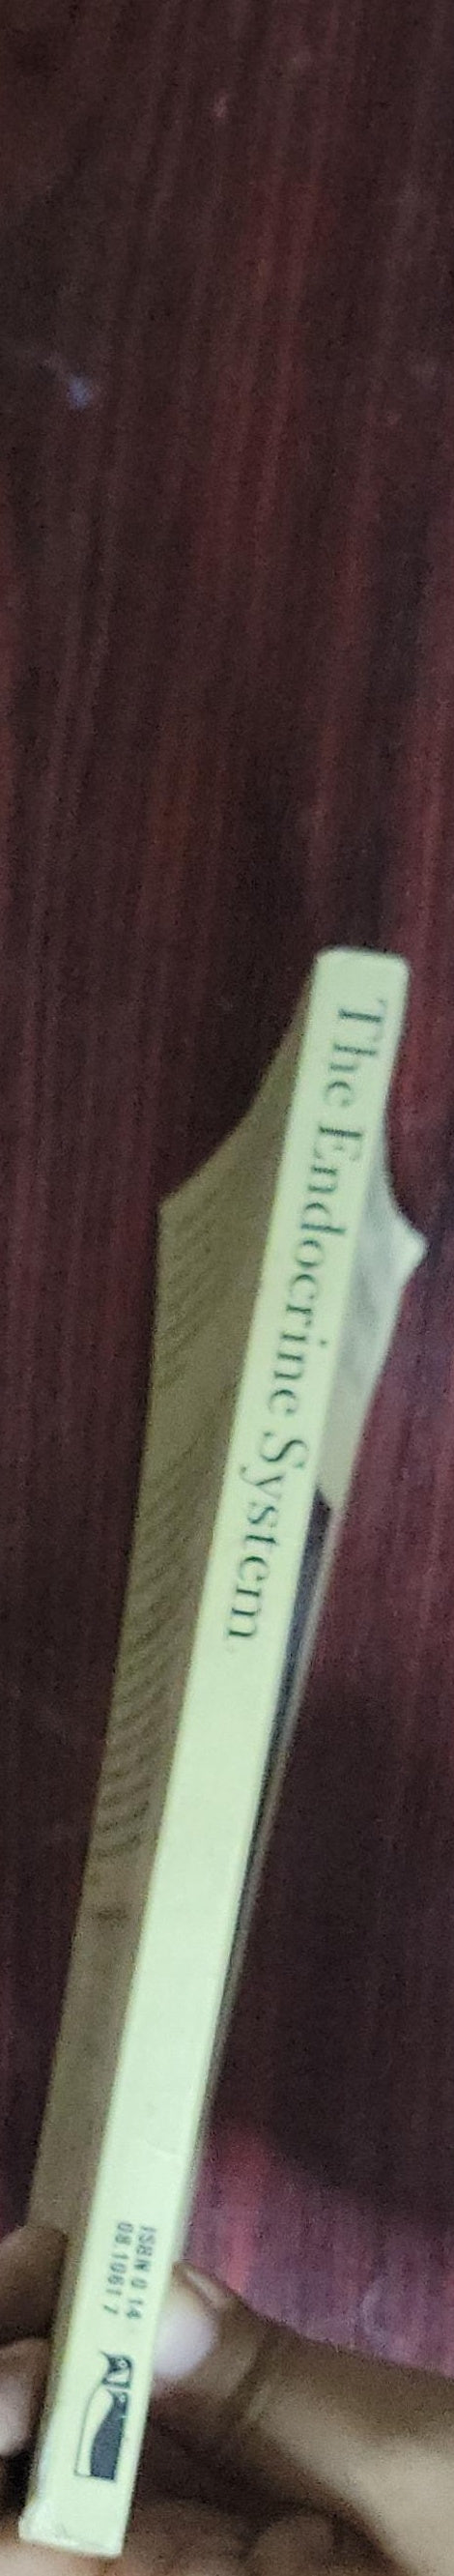 The Endocrine System
ISBN 0 14
08.1061 7